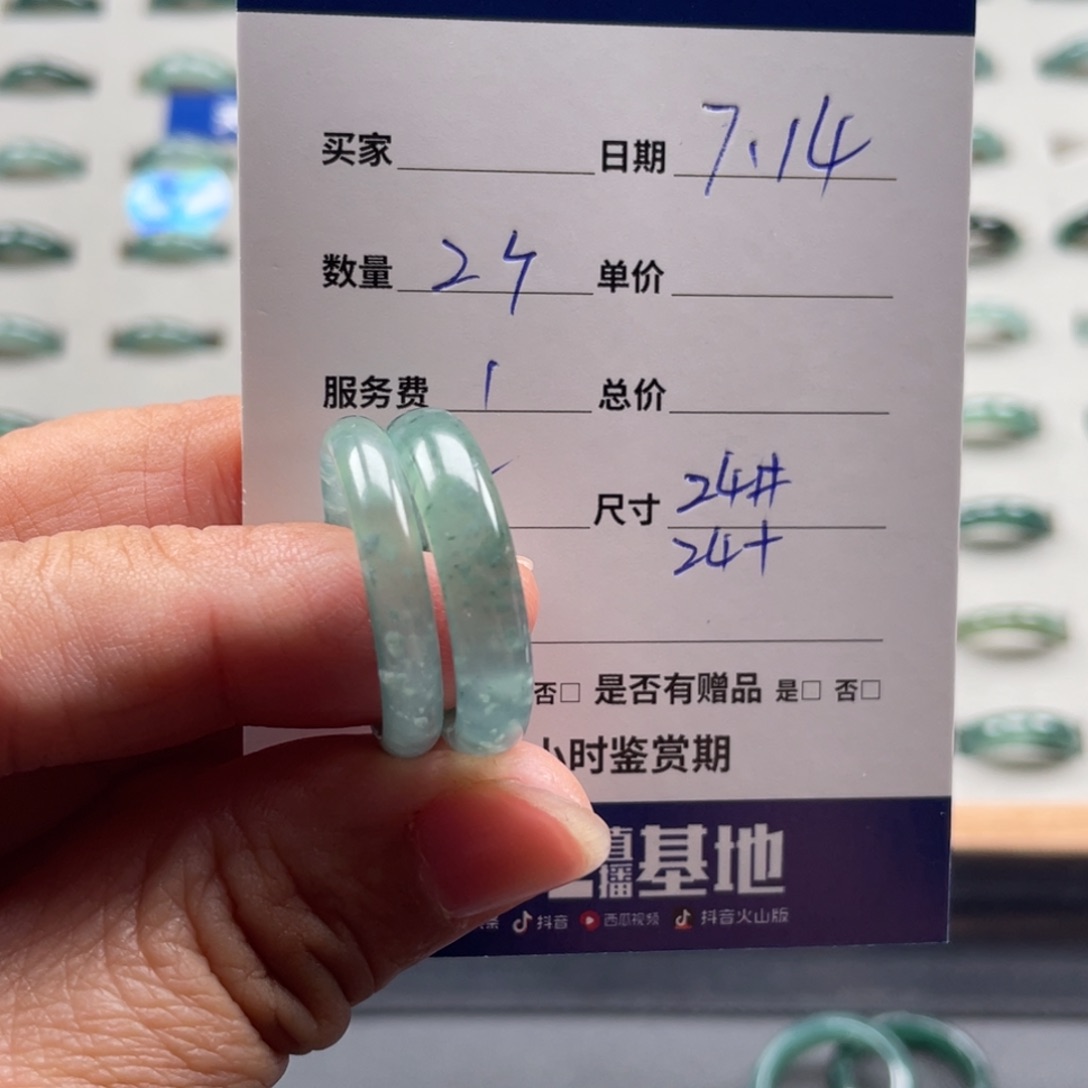 买家 日期 7.14
数量 24 单价
服务费 1 总价
尺寸 24#
24+
否□ 是否有赠品 是□ 否□
小时鉴赏期
直播基地
抖音 西瓜视频 抖音火山版